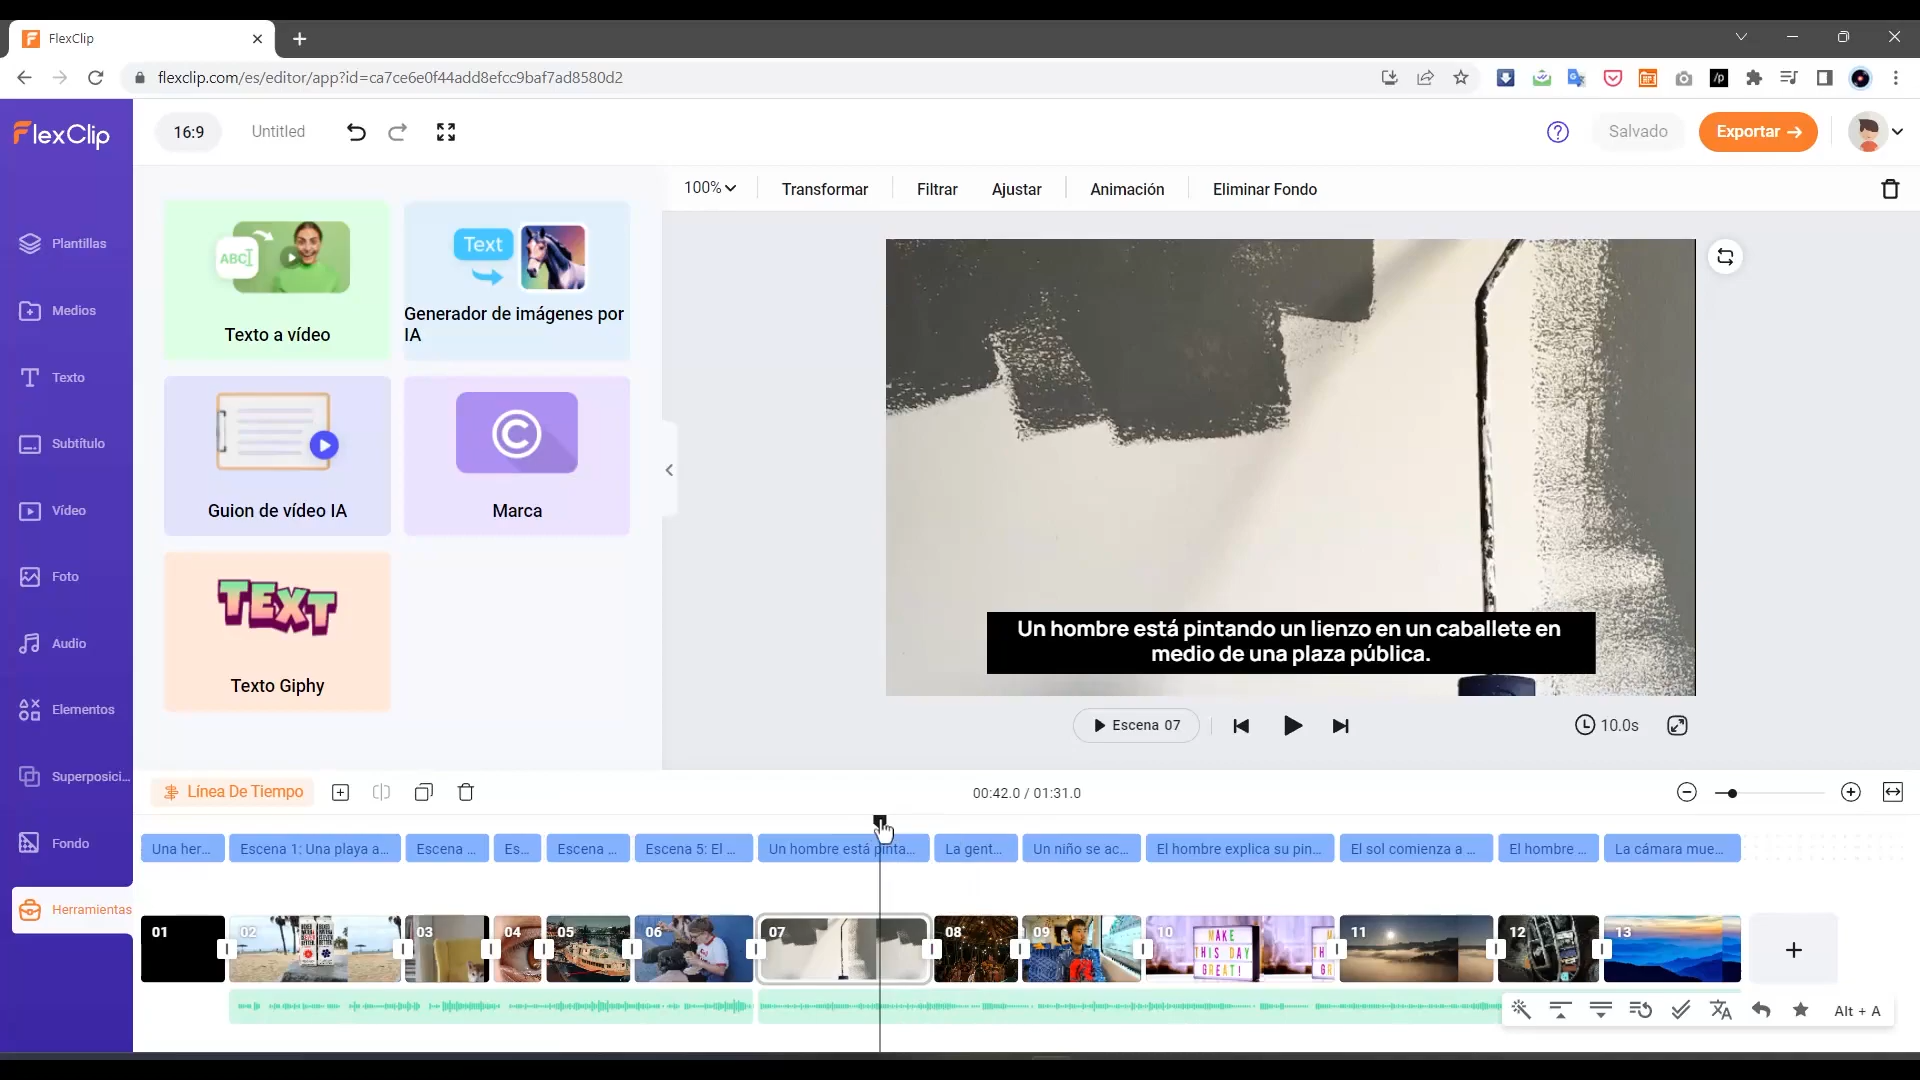 FlexClip
flexclip.com/es/editor/app?id=ca7ce6e0f44add8efcc9baf7ad8580d2
FlexClip
16:9
Untitled
Salvado
Exportar
100%
Transformar
Filtrar
Ajustar
Animación
Eliminar Fondo
Plantillas
Medios
Texto
Subtítulo
Vídeo
Foto
Audio
Elementos
Superposici...
Fondo
Herramientas
ABC
Texto a vídeo
Text
Generador de imágenes por
IA
Guion de vídeo IA
Marca
TEXT
Texto Giphy
Un hombre está pintando un lienzo en un caballete en
medio de una plaza pública.
Escena 07
10.0s
Línea De Tiempo
00:42.0 / 01:31.0
Una her...
Escena 1: Una playa a...
Escena ...
Es...
Escena ...
Escena 5: El ...
Un hombre está pinta...
La gent...
Un niño se ac...
El hombre explica su pin...
El sol comienza a ...
El hombre ...
La cámara mue...
01
02
03
04
05
06
07
08
09
10
MAKE
THIS DAY
GREAT!
11
12
13
Alt + A